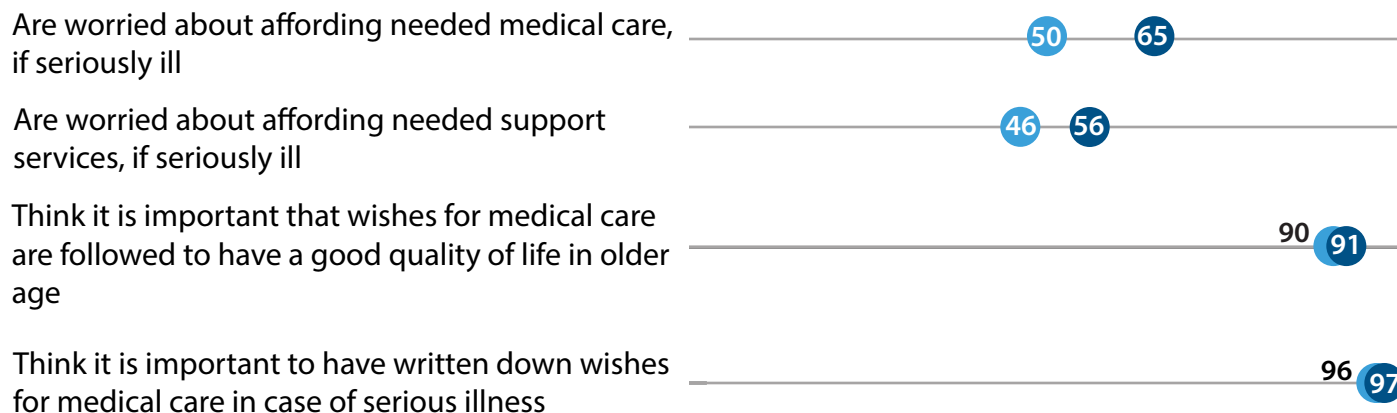 Are worried about affording needed medical care,
if seriously ill
50 65
Are worried about affording needed support
services, if seriously ill
46 56
Think it is important that wishes for medical care
are followed to have a good quality of life in older
age
90 91
Think it is important to have written down wishes
for medical care in case of serious illness
96 97